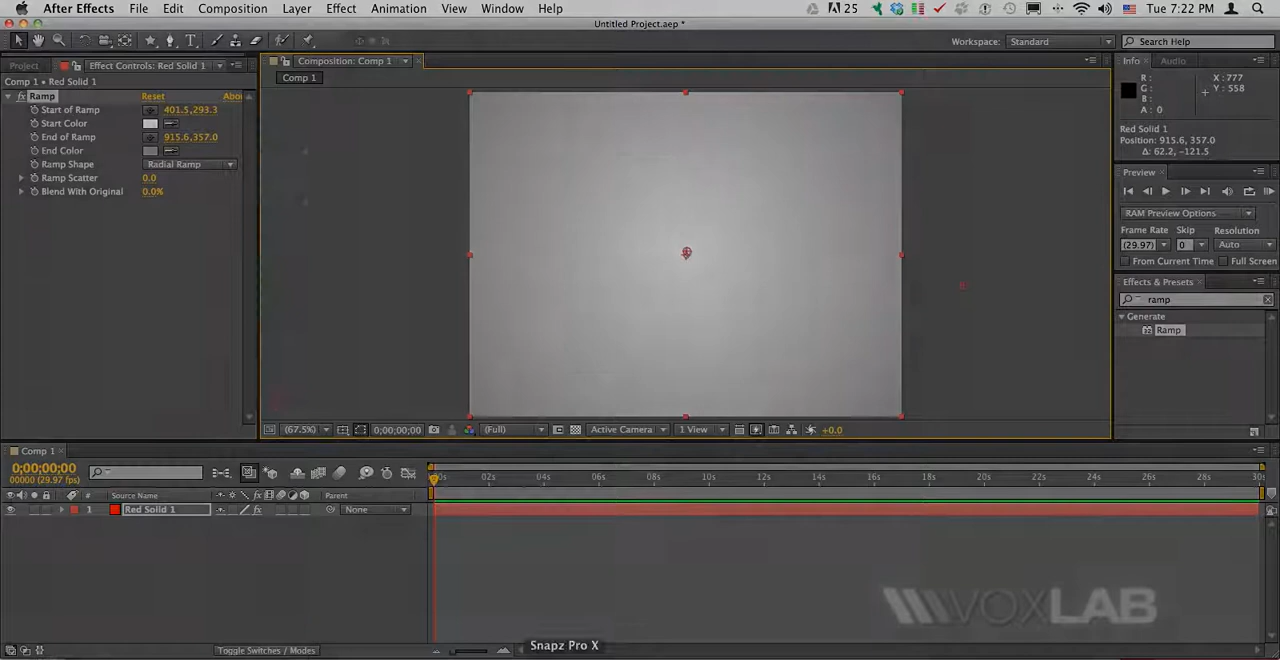 After Effects File Edit Composition Layer Effect Animation View Window Help 25 Tue 7:22 PM
Untitled Project.aep *
Workspace: Standard Search Help
Project Effect Controls: Red Solid 1 Composition: Comp 1 Info Audio
Comp 1 • Red Solid 1 Comp 1
fx Ramp Reset Abou
Start of Ramp 401.5,293.3
Start Color
End of Ramp 915.6,357.0
End Color
Ramp Shape Radial Ramp
Ramp Scatter 0.0
Blend With Original 0.0%
R: X: 777
G: Y: 558
B:
A: 0
Red Solid 1
Position: 915.6, 357.0
Δ: 62.2, -121.5
Preview
RAM Preview Options
Frame Rate Skip Resolution
(29.97) 0 Auto
From Current Time Full Screen
Effects & Presets
ramp
Generate
Ramp
(67.5%) 0;00;00;00 (Full) Active Camera 1 View +0.0
Comp 1
0;00;00;00
00000 (29.97 fps)
00s 02s 04s 06s 08s 10s 12s 14s 16s 18s 20s 22s 24s 26s 28s 30s
# Source Name fx Parent
1 Red Solid 1 fx None
VOXLAB
Snapz Pro X
Toggle Switches / Modes